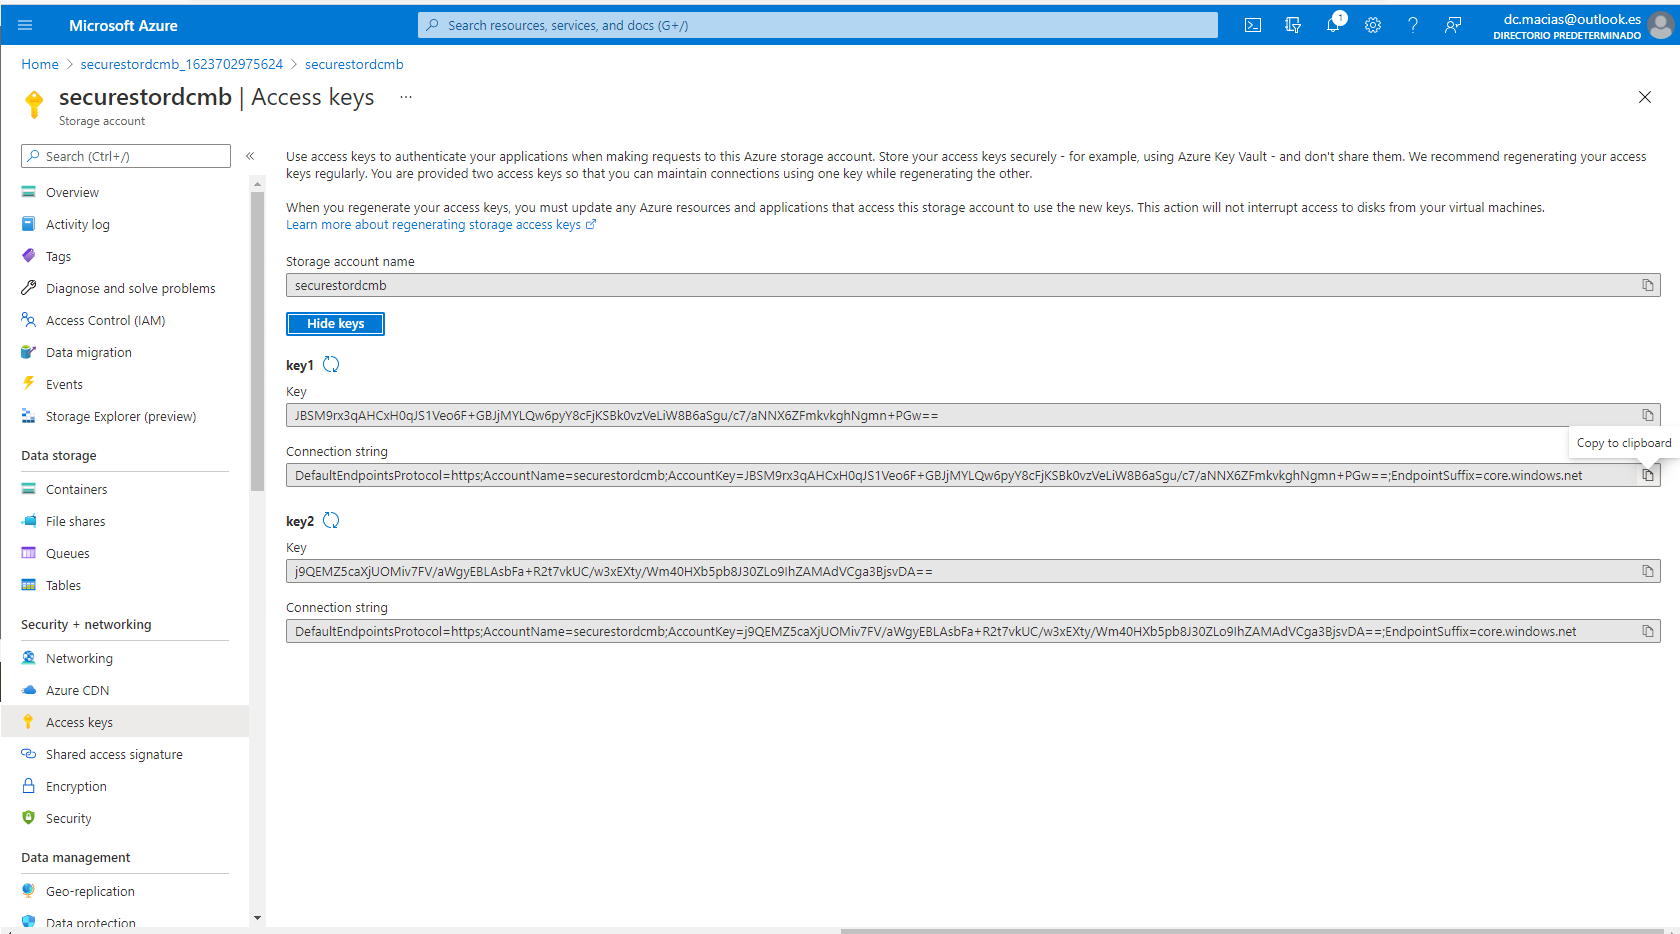 Microsoft Azure
Search resources, services, and docs (G+/)
1
dc.macias@outlook.es
DIRECTORIO PREDETERMINADO
Home > securestordcmb_1623702975624 > securestordcmb
securestordcmb | Access keys ...
Storage account
Search (Ctrl+/)
«
Overview
Activity log
Tags
Diagnose and solve problems
Access Control (IAM)
Data migration
Events
Storage Explorer (preview)
Data storage
Containers
File shares
Queues
Tables
Security + networking
Networking
Azure CDN
Access keys
Shared access signature
Encryption
Security
Data management
Geo-replication
Data protection
Use access keys to authenticate your applications when making requests to this Azure storage account. Store your access keys securely - for example, using Azure Key Vault - and don't share them. We recommend regenerating your access
keys regularly. You are provided two access keys so that you can maintain connections using one key while regenerating the other.
When you regenerate your access keys, you must update any Azure resources and applications that access this storage account to use the new keys. This action will not interrupt access to disks from your virtual machines.
Learn more about regenerating storage access keys
Storage account name
securestordcmb
Hide keys
key1
Key
JBSM9rx3qAHCxH0qJS1Veo6F+GBJjMYLQw6pyY8cFjKSBk0vzVeLiW8B6aSgu/c7/aNNX6ZFmkvkghNgmn+PGw==
Copy to clipboard
Connection string
DefaultEndpointsProtocol=https;AccountName=securestordcmb;AccountKey=JBSM9rx3qAHCxH0qJS1Veo6F+GBJjMYLQw6pyY8cFjKSBk0vzVeLiW8B6aSgu/c7/aNNX6ZFmkvkghNgmn+PGw==;EndpointSuffix=core.windows.net
key2
Key
j9QEMZ5caXjUOMiv7FV/aWgyEBLAsbFa+R2t7vkUC/w3xEXty/Wm40HXb5pb8J30ZLo9IhZAMAdVCga3BjsvDA==
Connection string
DefaultEndpointsProtocol=https;AccountName=securestordcmb;AccountKey=j9QEMZ5caXjUOMiv7FV/aWgyEBLAsbFa+R2t7vkUC/w3xEXty/Wm40HXb5pb8J30ZLo9IhZAMAdVCga3BjsvDA==;EndpointSuffix=core.windows.net